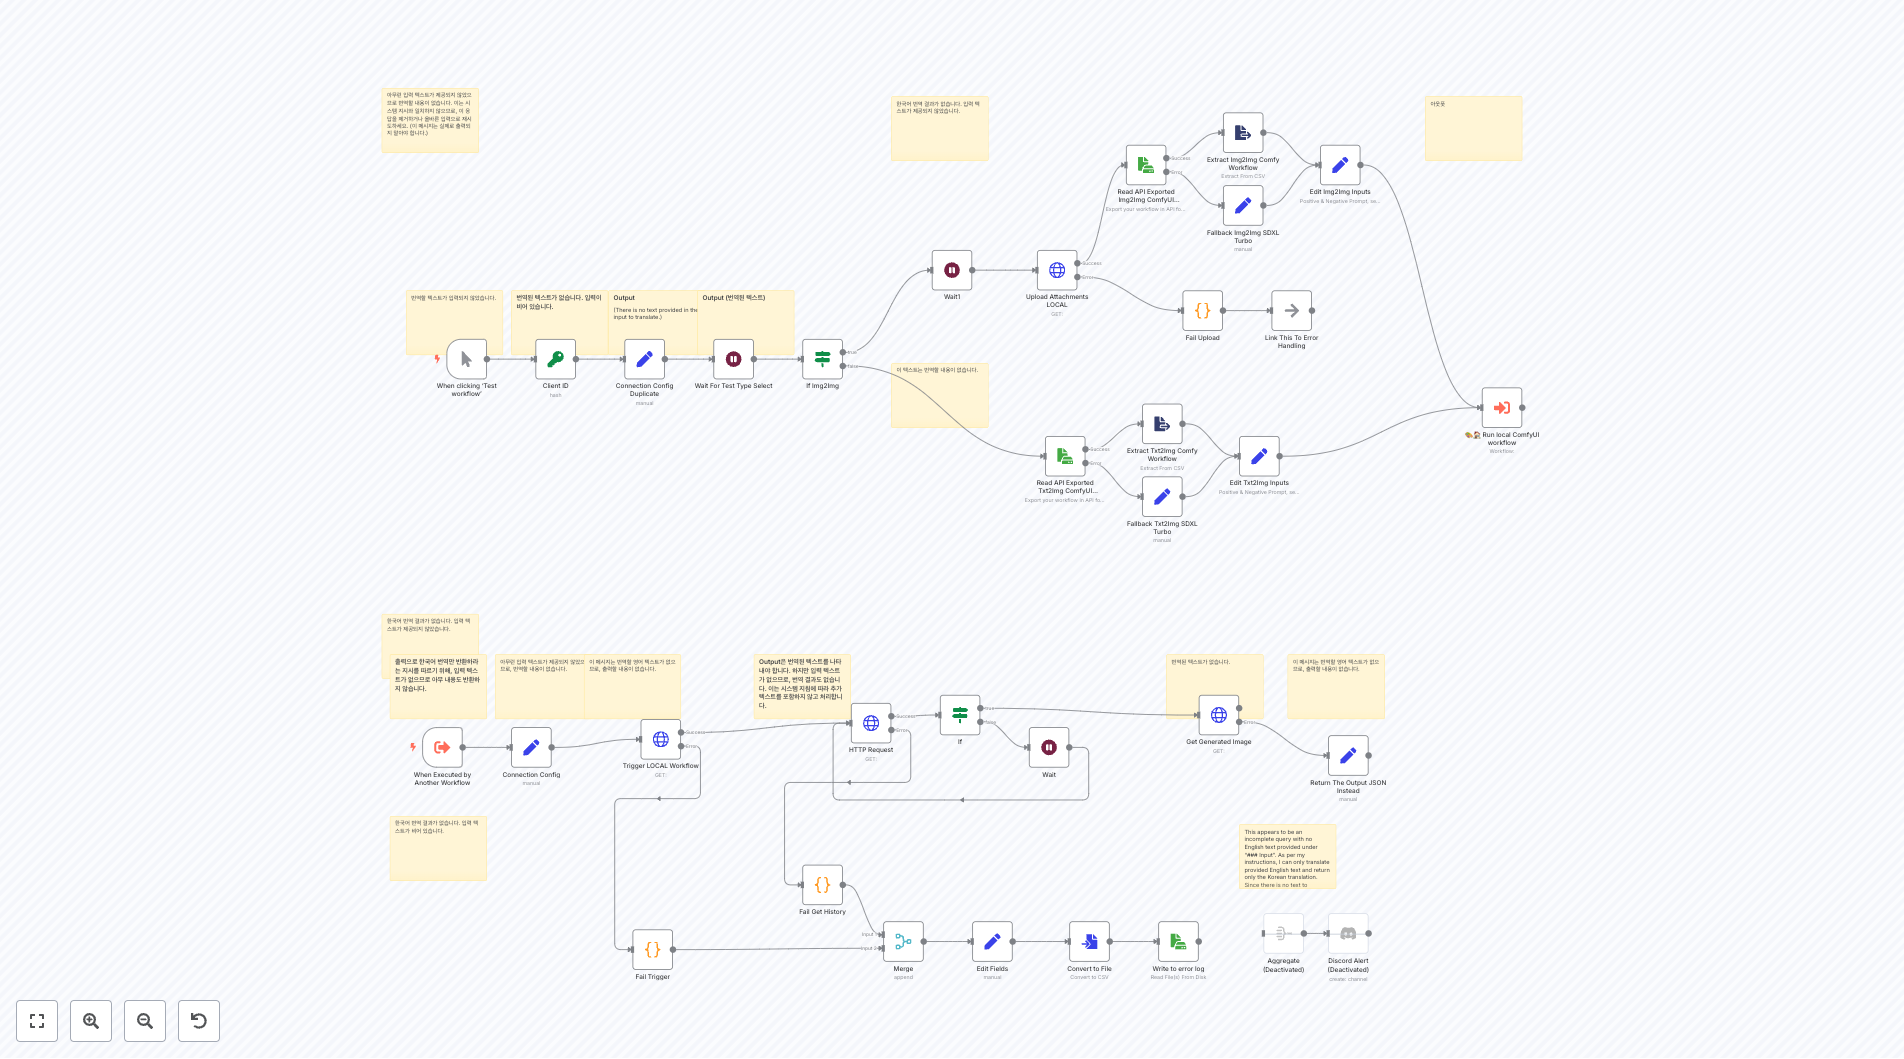 아무런 입력 텍스트가 제공되지 않았으
므로 번역할 내용이 없습니다. 이는 시
스템 지시와 일치하지 않으므로, 이 응
답을 제거하거나 올바른 입력으로 재시
도하세요. (이 메시지는 실제로 출력되
지 않아야 합니다.)
한국어 번역 결과가 없습니다. 입력 텍
스트가 제공되지 않았습니다.
아웃풋
Extract Img2Img Comfy
Workflow
Extract From CSV
Success
Error
Read API Exported
Img2Img ComfyUI...
Export your workflow in API fo...
Edit Img2Img Inputs
Positive & Negative Prompt, se...
Fallback Img2Img SDXL
Turbo
manual
Wait1
Success
Error
Upload Attachments
LOCAL
GET:
Fail Upload
Link This To Error
Handling
번역할 텍스트가 입력되지 않았습니다.
번역된 텍스트가 없습니다. 입력이
비어 있습니다.
Output
(There is no text provided in the
input to translate.)
Output (번역된 텍스트)
When clicking 'Test
workflow'
Client ID
hash
Connection Config
Duplicate
manual
Wait For Test Type Select
If Img2Img
true
false
이 텍스트는 번역할 내용이 없습니다.
Run local ComfyUI
workflow
Workflow:
Success
Error
Read API Exported
Txt2Img ComfyUI...
Export your workflow in API fo...
Extract Txt2Img Comfy
Workflow
Extract From CSV
Edit Txt2Img Inputs
Positive & Negative Prompt, se...
Fallback Txt2Img SDXL
Turbo
manual
한국어 번역 결과가 없습니다. 입력 텍
스트가 제공되지 않았습니다.
출력으로 한국어 번역만 반환하라
는 지시를 따르기 위해, 입력 텍스
트가 없으므로 아무 내용도 반환하
지 않습니다.
아무런 입력 텍스트가 제공되지 않았으
므로, 번역할 내용이 없습니다.
이 메시지는 번역할 영어 텍스트가 없으
므로, 출력할 내용이 없습니다.
Output은 번역된 텍스트를 나타
내야 합니다. 하지만 입력 텍스트
가 없으므로, 번역 결과도 없습니
다. 이는 시스템 지침에 따라 추가
텍스트를 포함하지 않고 처리합니
다.
번역된 텍스트가 없습니다.
이 메시지는 번역할 영어 텍스트가 없으
므로, 출력할 내용이 없습니다.
When Executed by
Another Workflow
Connection Config
manual
Success
Error
Trigger LOCAL Workflow
GET:
Success
Error
HTTP Request
GET:
true
false
If
Wait
Error
Get Generated Image
GET:
Return The Output JSON
Instead
manual
한국어 번역 결과가 없습니다. 입력 텍
스트가 비어 있습니다.
This appears to be an
incomplete query with no
English text provided under
"### Input". As per my
instructions, I can only translate
provided English text and return
only the Korean translation.
Since there is no text to
Fail Get History
Fail Trigger
Input 1
Input 2
Merge
append
Edit Fields
manual
Convert to File
Convert to CSV
Write to error log
Read File(s) From Disk
Aggregate
(Deactivated)
Discord Alert
(Deactivated)
create: channel